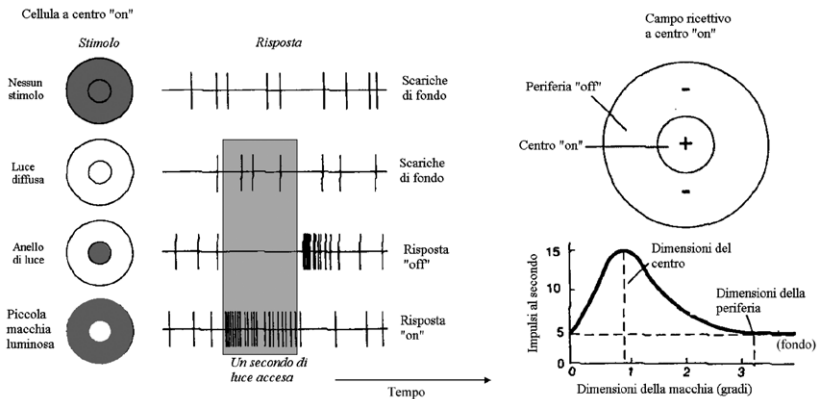 Cellula a centro "on"
Stimolo
Risposta
Nessun
stimolo
Scariche
di fondo
Luce
diffusa
Scariche
di fondo
Anello
di luce
Risposta
"off"
Piccola
macchia
luminosa
Risposta
"on"
Un secondo di
luce accesa
Tempo
Campo ricettivo
a centro "on"
Periferia "off"
Centro "on"
-
+
-
Impulsi al secondo
15
10
5
0
Dimensioni del
centro
Dimensioni della
periferia
(fondo)
0 1 2 3
Dimensioni della macchia (gradi)